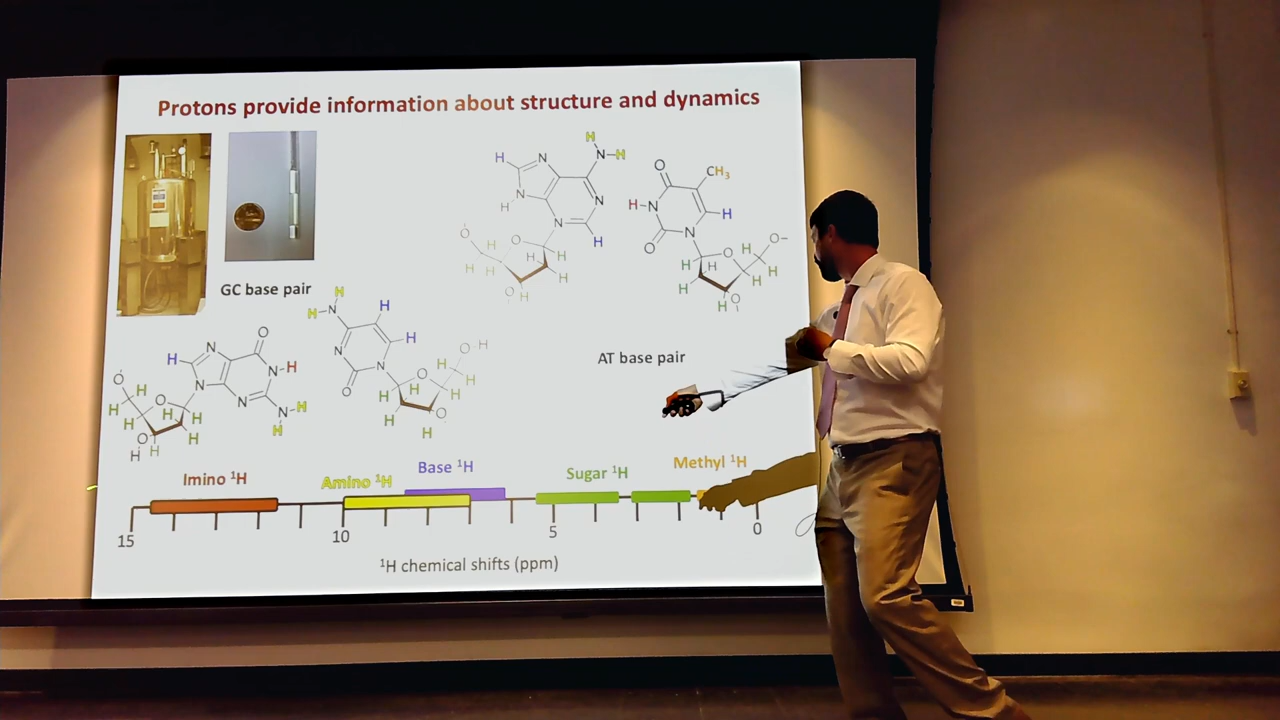 Protons provide information about structure and dynamics
H
H
N
H
N
N
N
H
N
N
H
H
H
H
H
O
H
H
H
O
O
H
O
CH₃
H
N
H
O
N
H
H
H
O
O
H
H
H
H
O
GC base pair
H
H
N
H
N
H
O
N
H
H
H
H
O
H
H
O
H
H
O
H
N
N
H
N
N
N
H
H
O
H
H
H
H
H
O
H
H
O
H
H
AT base pair
Imino ¹H
Amino ¹H
Base ¹H
Sugar ¹H
Methyl ¹H
15
10
5
0
¹H chemical shifts (ppm)